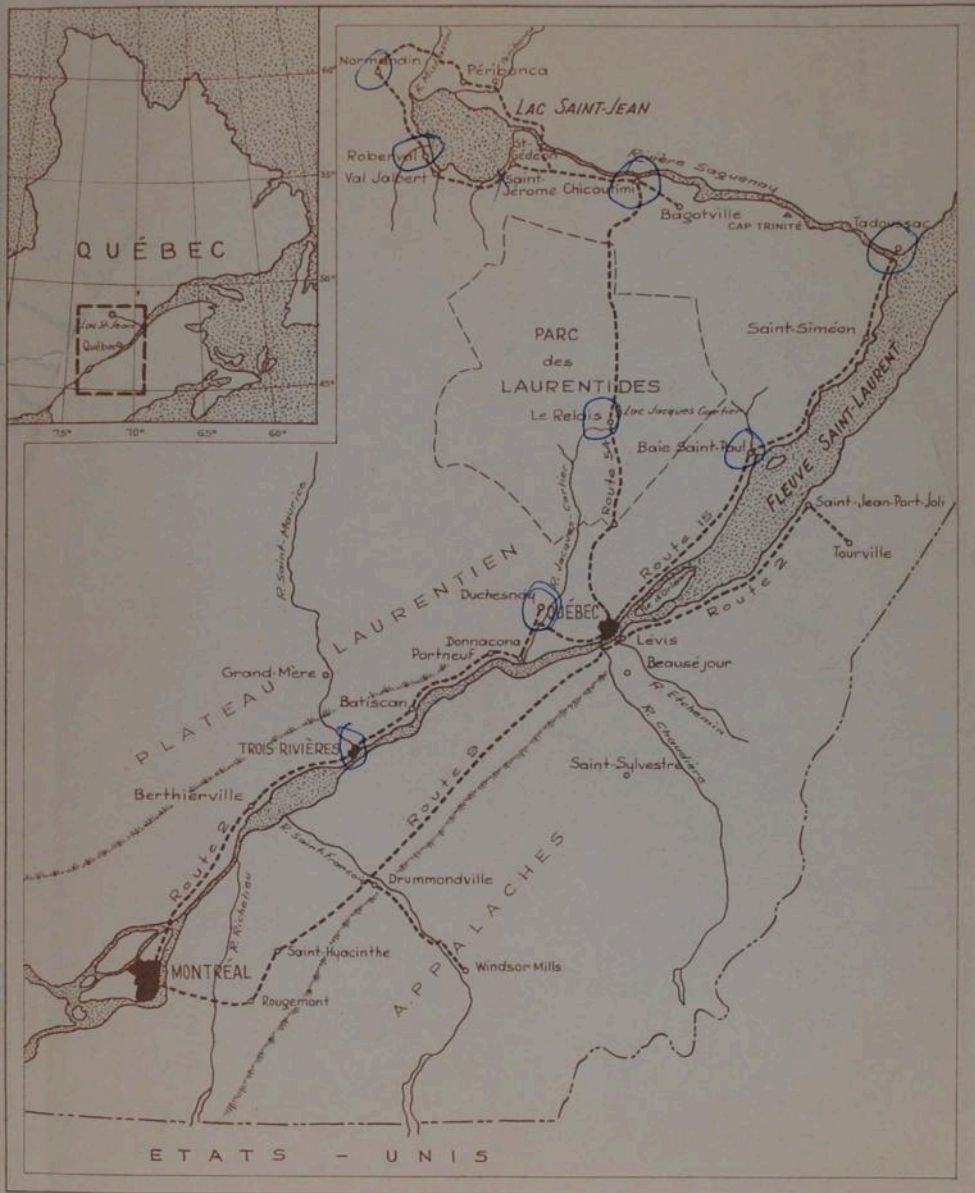 QUÉBEC
Lac St-Jean
Québec
60°
55°
50°
45°
75°
70°
65°
60°
Normandin
Péribonca
LAC SAINT-JEAN
Roberval
Val Jalbert
St-Gédéon
Saint-Jérome
Chicoutimi
Rivière Saguenay
Bagotville
CAP TRINITÉ
Tadoussac
Saint-Siméon
PARC
des
LAURENTIDES
Le Relais
Lac Jacques Cartier
Baie Saint-Paul
Route 54
FLEUVE SAINT-LAURENT
Saint-Jean-Port-Joli
Tourville
Route 15
Route 2
R. Saint-Maurice
R. Jacques-Cartier
PLATEAU LAURENTIEN
Duchesnay
QUÉBEC
Lévis
Donnacona
Portneuf
Beauséjour
R. Etchemin
R. Chaudière
Grand-Mère
Batiscan
TROIS-RIVIÈRES
Saint-Sylvestre
Berthierville
Route 9
Route 2
R. Saint-François
Drummondville
R. Richelieu
APPALACHES
Saint-Hyacinthe
Windsor Mills
MONTRÉAL
Rougemont
ETATS - UNIS